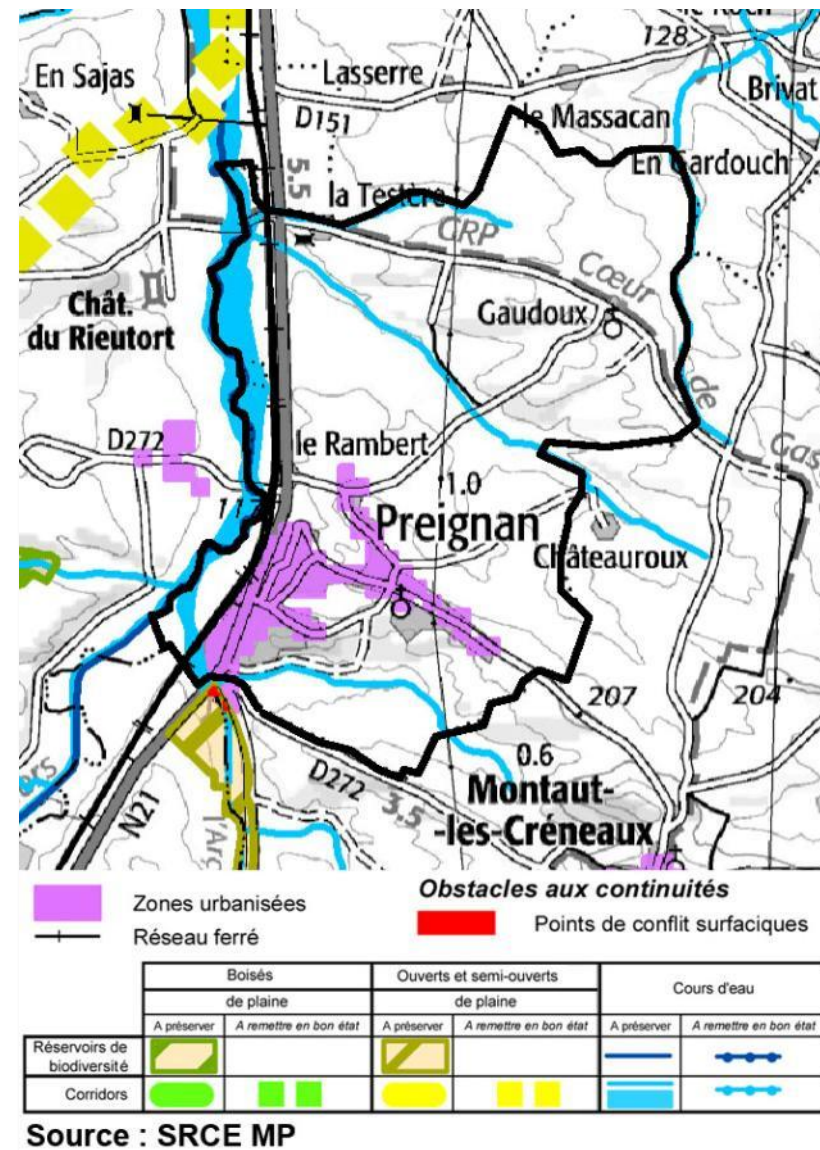 128
En Sajas
Lasserre
Brivat
D151
le Massacan
En Gardouch
5.5
la Testère
GRP
Cœur
Chât.
du Rieutort
Gaudoux
de
D272
le Rambert
Gas
1.0
Preignan
Châteauroux
207
204
0.6
D272
3.5
Montaut-
-les-Créneaux
N21
l'Arç
Zones urbanisées
Réseau ferré
Obstacles aux continuités
Points de conflit surfaciques
Boisés
Ouverts et semi-ouverts
Cours d'eau
de plaine
de plaine
A préserver
A remettre en bon état
A préserver
A remettre en bon état
A préserver
A remettre en bon état
Réservoirs de
biodiversité
Corridors
Source : SRCE MP